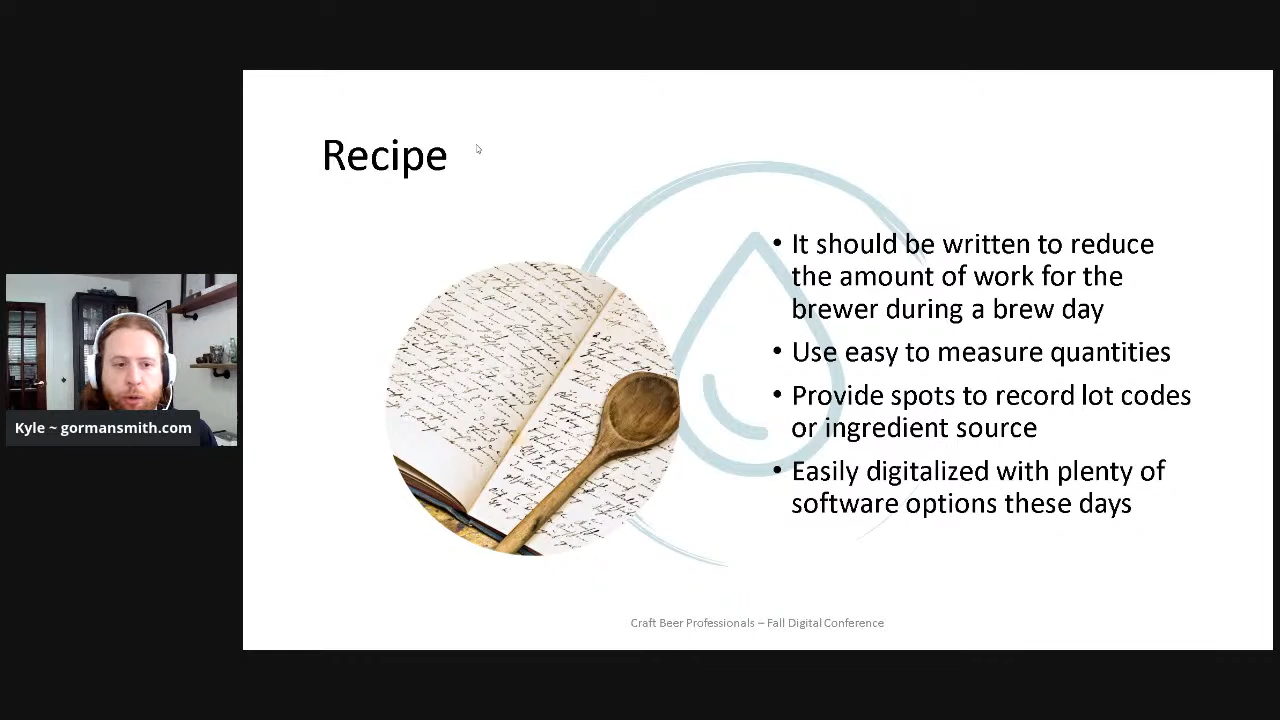 Recipe
• It should be written to reduce
the amount of work for the
brewer during a brew day
• Use easy to measure quantities
• Provide spots to record lot codes
or ingredient source
• Easily digitalized with plenty of
software options these days
Kyle ~ gormansmith.com
Craft Beer Professionals – Fall Digital Conference